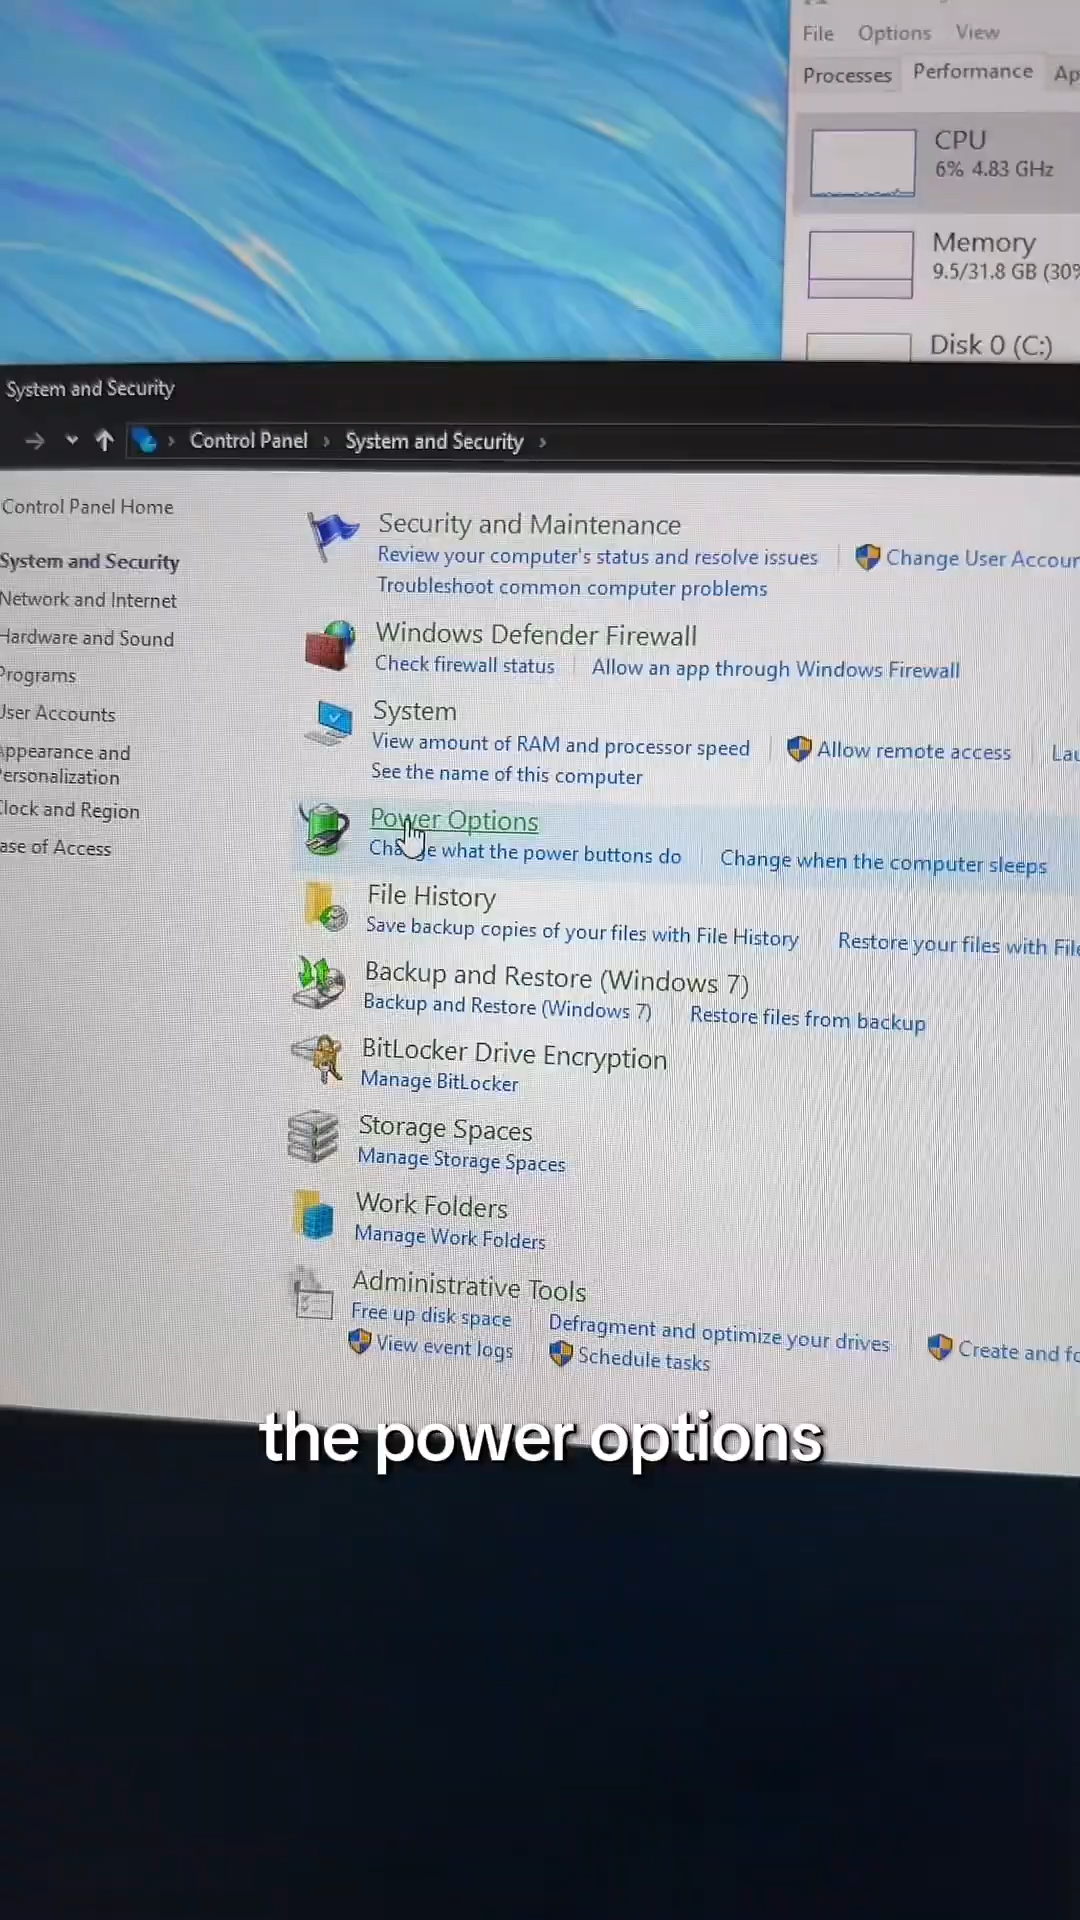 File Options View
Processes Performance
CPU
6% 4.83 GHz
Memory
9.5/31.8 GB (30%
Disk 0 (C:)
System and Security
Control Panel › System and Security ›
Control Panel Home
System and Security
Network and Internet
Hardware and Sound
Programs
User Accounts
Appearance and
Personalization
Clock and Region
Ease of Access
Security and Maintenance
Review your computer's status and resolve issues
Change User Accoun
Troubleshoot common computer problems
Windows Defender Firewall
Check firewall status
Allow an app through Windows Firewall
System
View amount of RAM and processor speed
Allow remote access
Lau
See the name of this computer
Power Options
Change what the power buttons do
Change when the computer sleeps
File History
Save backup copies of your files with File History
Restore your files with File
Backup and Restore (Windows 7)
Backup and Restore (Windows 7)
Restore files from backup
BitLocker Drive Encryption
Manage BitLocker
Storage Spaces
Manage Storage Spaces
Work Folders
Manage Work Folders
Administrative Tools
Free up disk space
Defragment and optimize your drives
Create and fo
View event logs
Schedule tasks
the power options